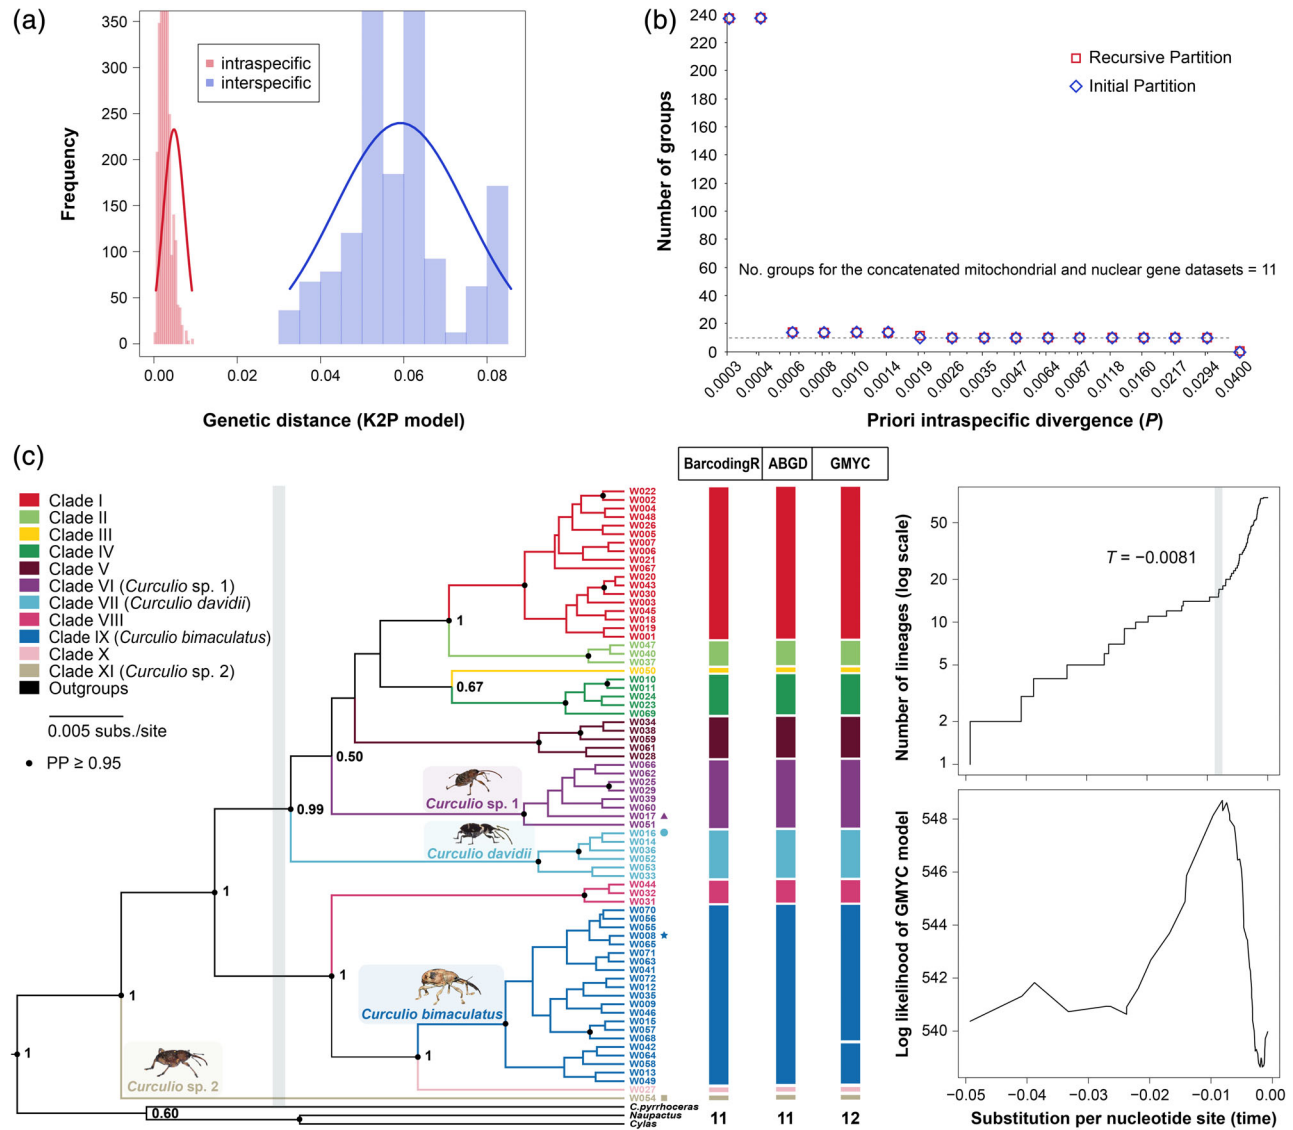 (a)
350
300
250
200
150
100
50
0
Frequency
intraspecific
interspecific
0.00 0.02 0.04 0.06 0.08
Genetic distance (K2P model)
(b)
240
220
200
180
160
140
120
100
80
60
40
20
0
Number of groups
Recursive Partition
Initial Partition
No. groups for the concatenated mitochondrial and nuclear gene datasets = 11
0.0003 0.0004 0.0006 0.0008 0.0010 0.0014 0.0019 0.0026 0.0035 0.0047 0.0064 0.0087 0.0118 0.0160 0.0217 0.0294 0.0400
Priori intraspecific divergence (P)
(c)
Clade I
Clade II
Clade III
Clade IV
Clade V
Clade VI (Curculio sp. 1)
Clade VII (Curculio davidii)
Clade VIII
Clade IX (Curculio bimaculatus)
Clade X
Clade XI (Curculio sp. 2)
Outgroups
0.005 subs./site
PP ≥ 0.95
1
0.67
0.50
0.99
1
1
1
1
1
0.60
Curculio sp. 1
Curculio davidii
Curculio bimaculatus
Curculio sp. 2
W022
W002
W004
W048
W026
W005
W007
W006
W021
W067
W020
W043
W030
W003
W045
W018
W019
W001
W047
W040
W037
W050
W010
W011
W024
W023
W069
W034
W038
W059
W061
W028
W066
W062
W025
W029
W039
W060
W017
W051
W016
W014
W036
W052
W053
W033
W044
W032
W031
W070
W056
W055
W008
W065
W071
W063
W041
W072
W012
W035
W009
W046
W015
W057
W068
W042
W064
W058
W013
W049
W027
W054
C.pyrrhoceras
Naupactus
Cylas
BarcodingR ABGD GMYC
11 11 12
Number of lineages (log scale)
50
20
10
5
2
1
T = −0.0081
Log likelihood of GMYC model
548
546
544
542
540
−0.05 −0.04 −0.03 −0.02 −0.01 0.00
Substitution per nucleotide site (time)